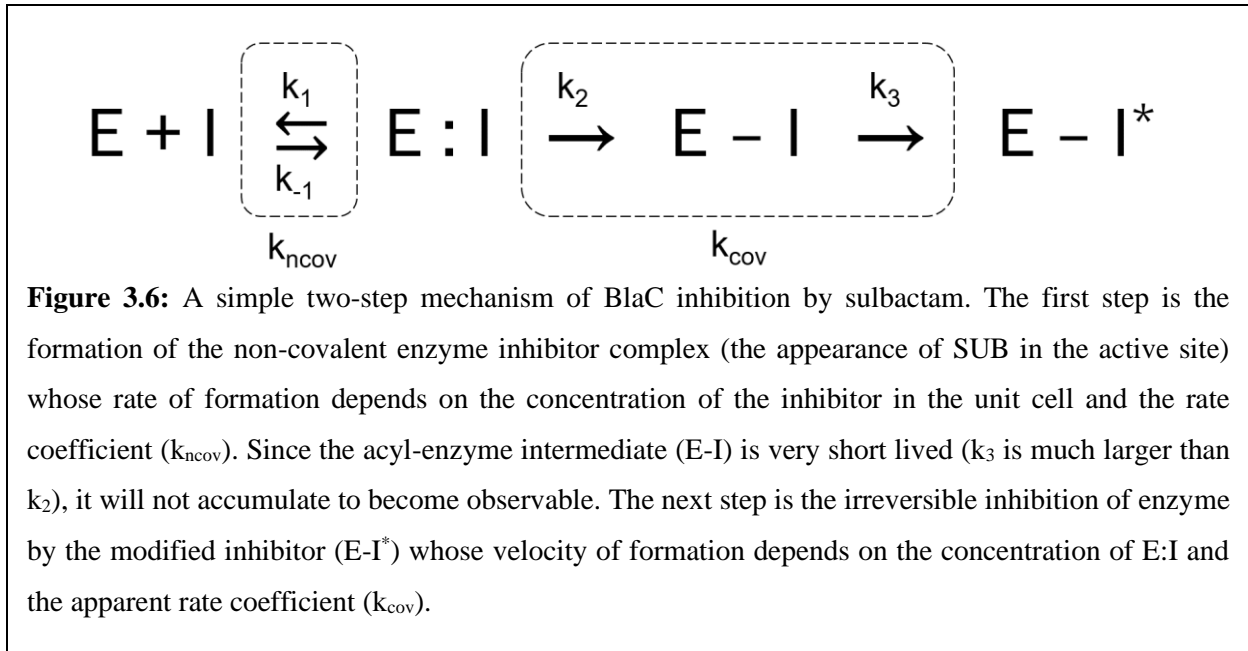 k₁ k₂ k₃
E + I ⇌ E : I → E – I → E – I*
k₋₁
kncov kcov
Figure 3.6: A simple two-step mechanism of BlaC inhibition by sulbactam. The first step is the
formation of the non-covalent enzyme inhibitor complex (the appearance of SUB in the active site)
whose rate of formation depends on the concentration of the inhibitor in the unit cell and the rate
coefficient (kncov). Since the acyl-enzyme intermediate (E-I) is very short lived (k₃ is much larger than
k₂), it will not accumulate to become observable. The next step is the irreversible inhibition of enzyme
by the modified inhibitor (E-I*) whose velocity of formation depends on the concentration of E:I and
the apparent rate coefficient (kcov).